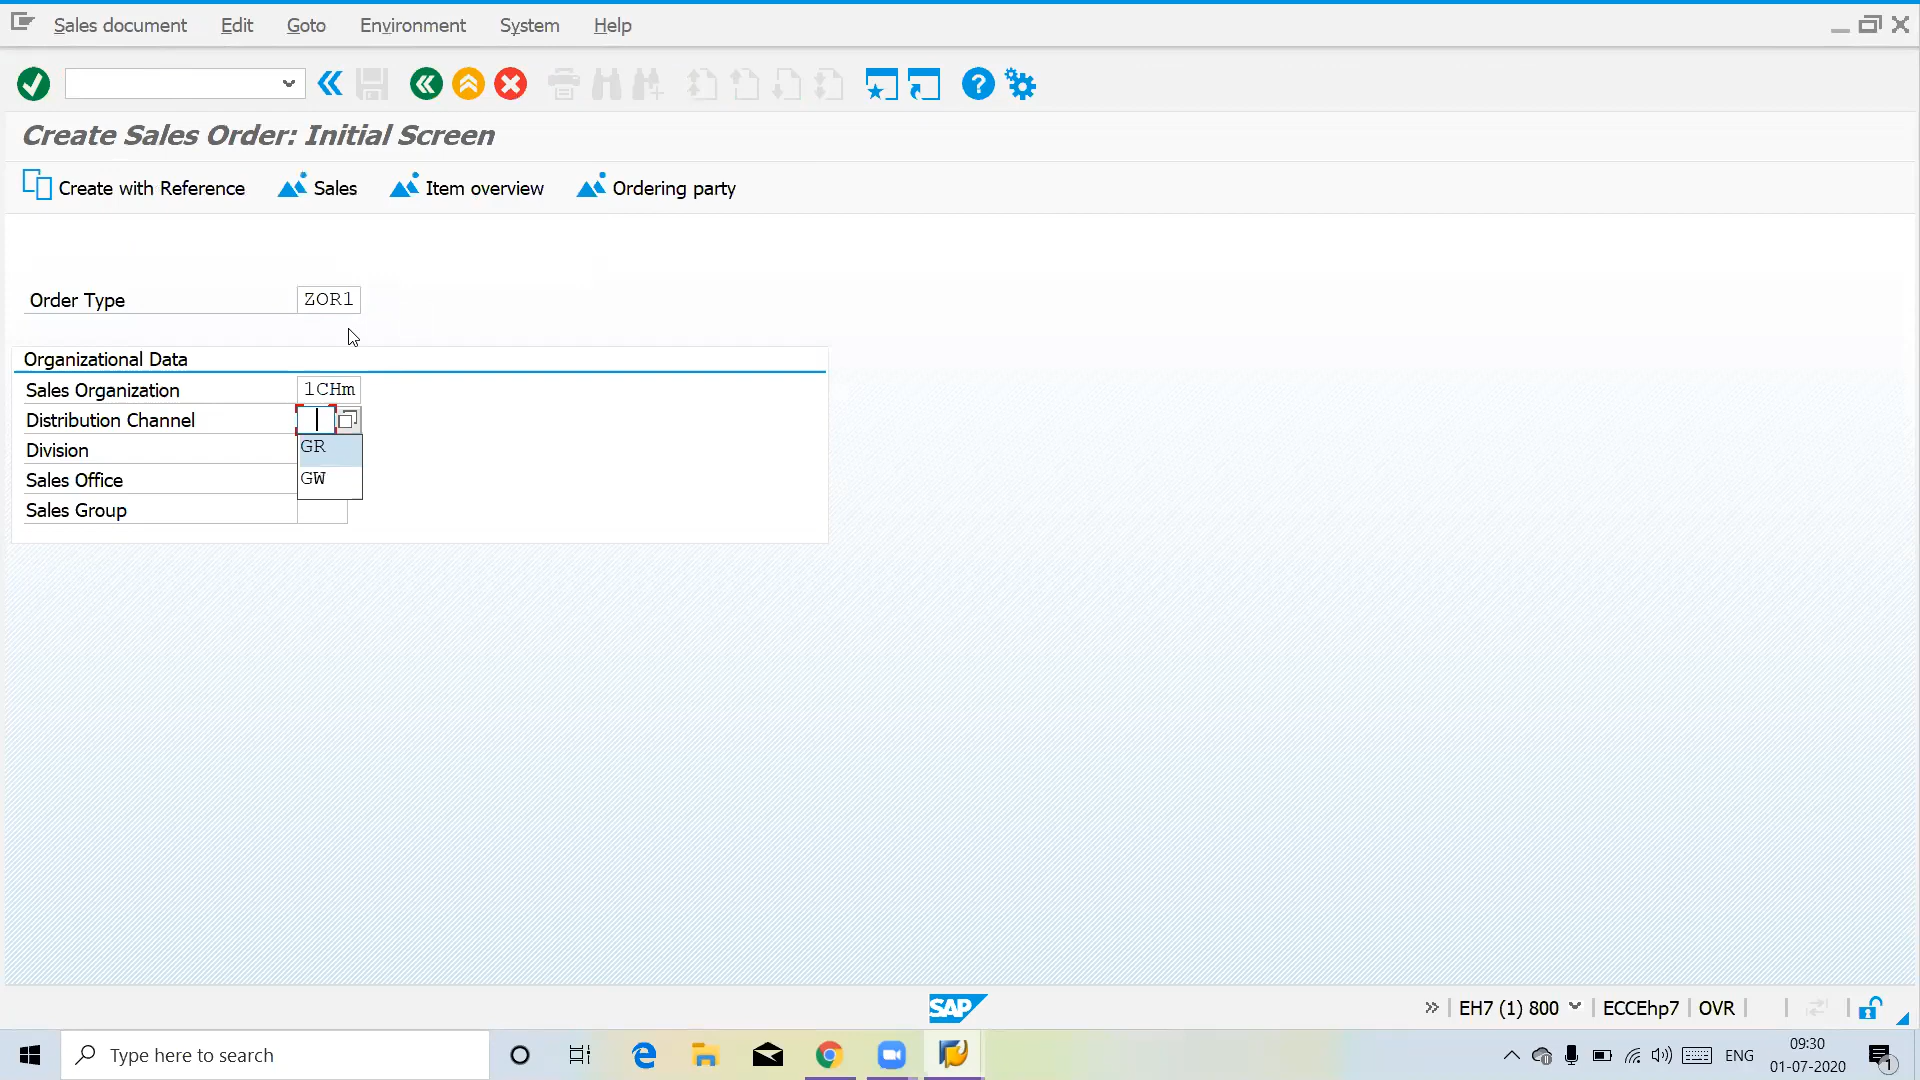 Sales document Edit Goto Environment System Help
Create Sales Order: Initial Screen
Create with Reference Sales Item overview Ordering party
Order Type ZOR1
Organizational Data
Sales Organization 1CHm
Distribution Channel
GR
Division
GW
Sales Office
Sales Group
SAP
EH7 (1) 800 ECCEhp7 OVR
Type here to search
ENG
09:30
01-07-2020
1